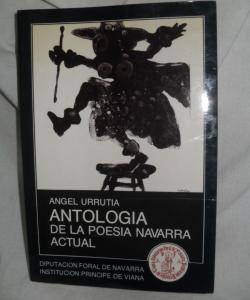 ANGEL URRUTIA
ANTOLOGIA
DE LA POESIA NAVARRA
ACTUAL
DIPUTACION FORAL DE NAVARRA
INSTITUCION PRINCIPE DE VIANA